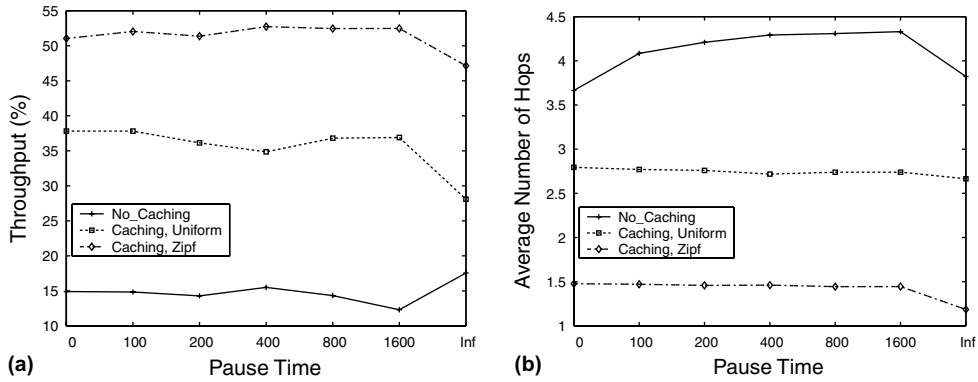 55
50
45
40
35
30
25
20
15
10
Throughput (%)
No_Caching
Caching, Uniform
Caching, Zipf
0 100 200 400 800 1600 Inf
Pause Time
(a)
4.5
4
3.5
3
2.5
2
1.5
1
Average Number of Hops
No_Caching
Caching, Uniform
Caching, Zipf
0 100 200 400 800 1600 Inf
Pause Time
(b)